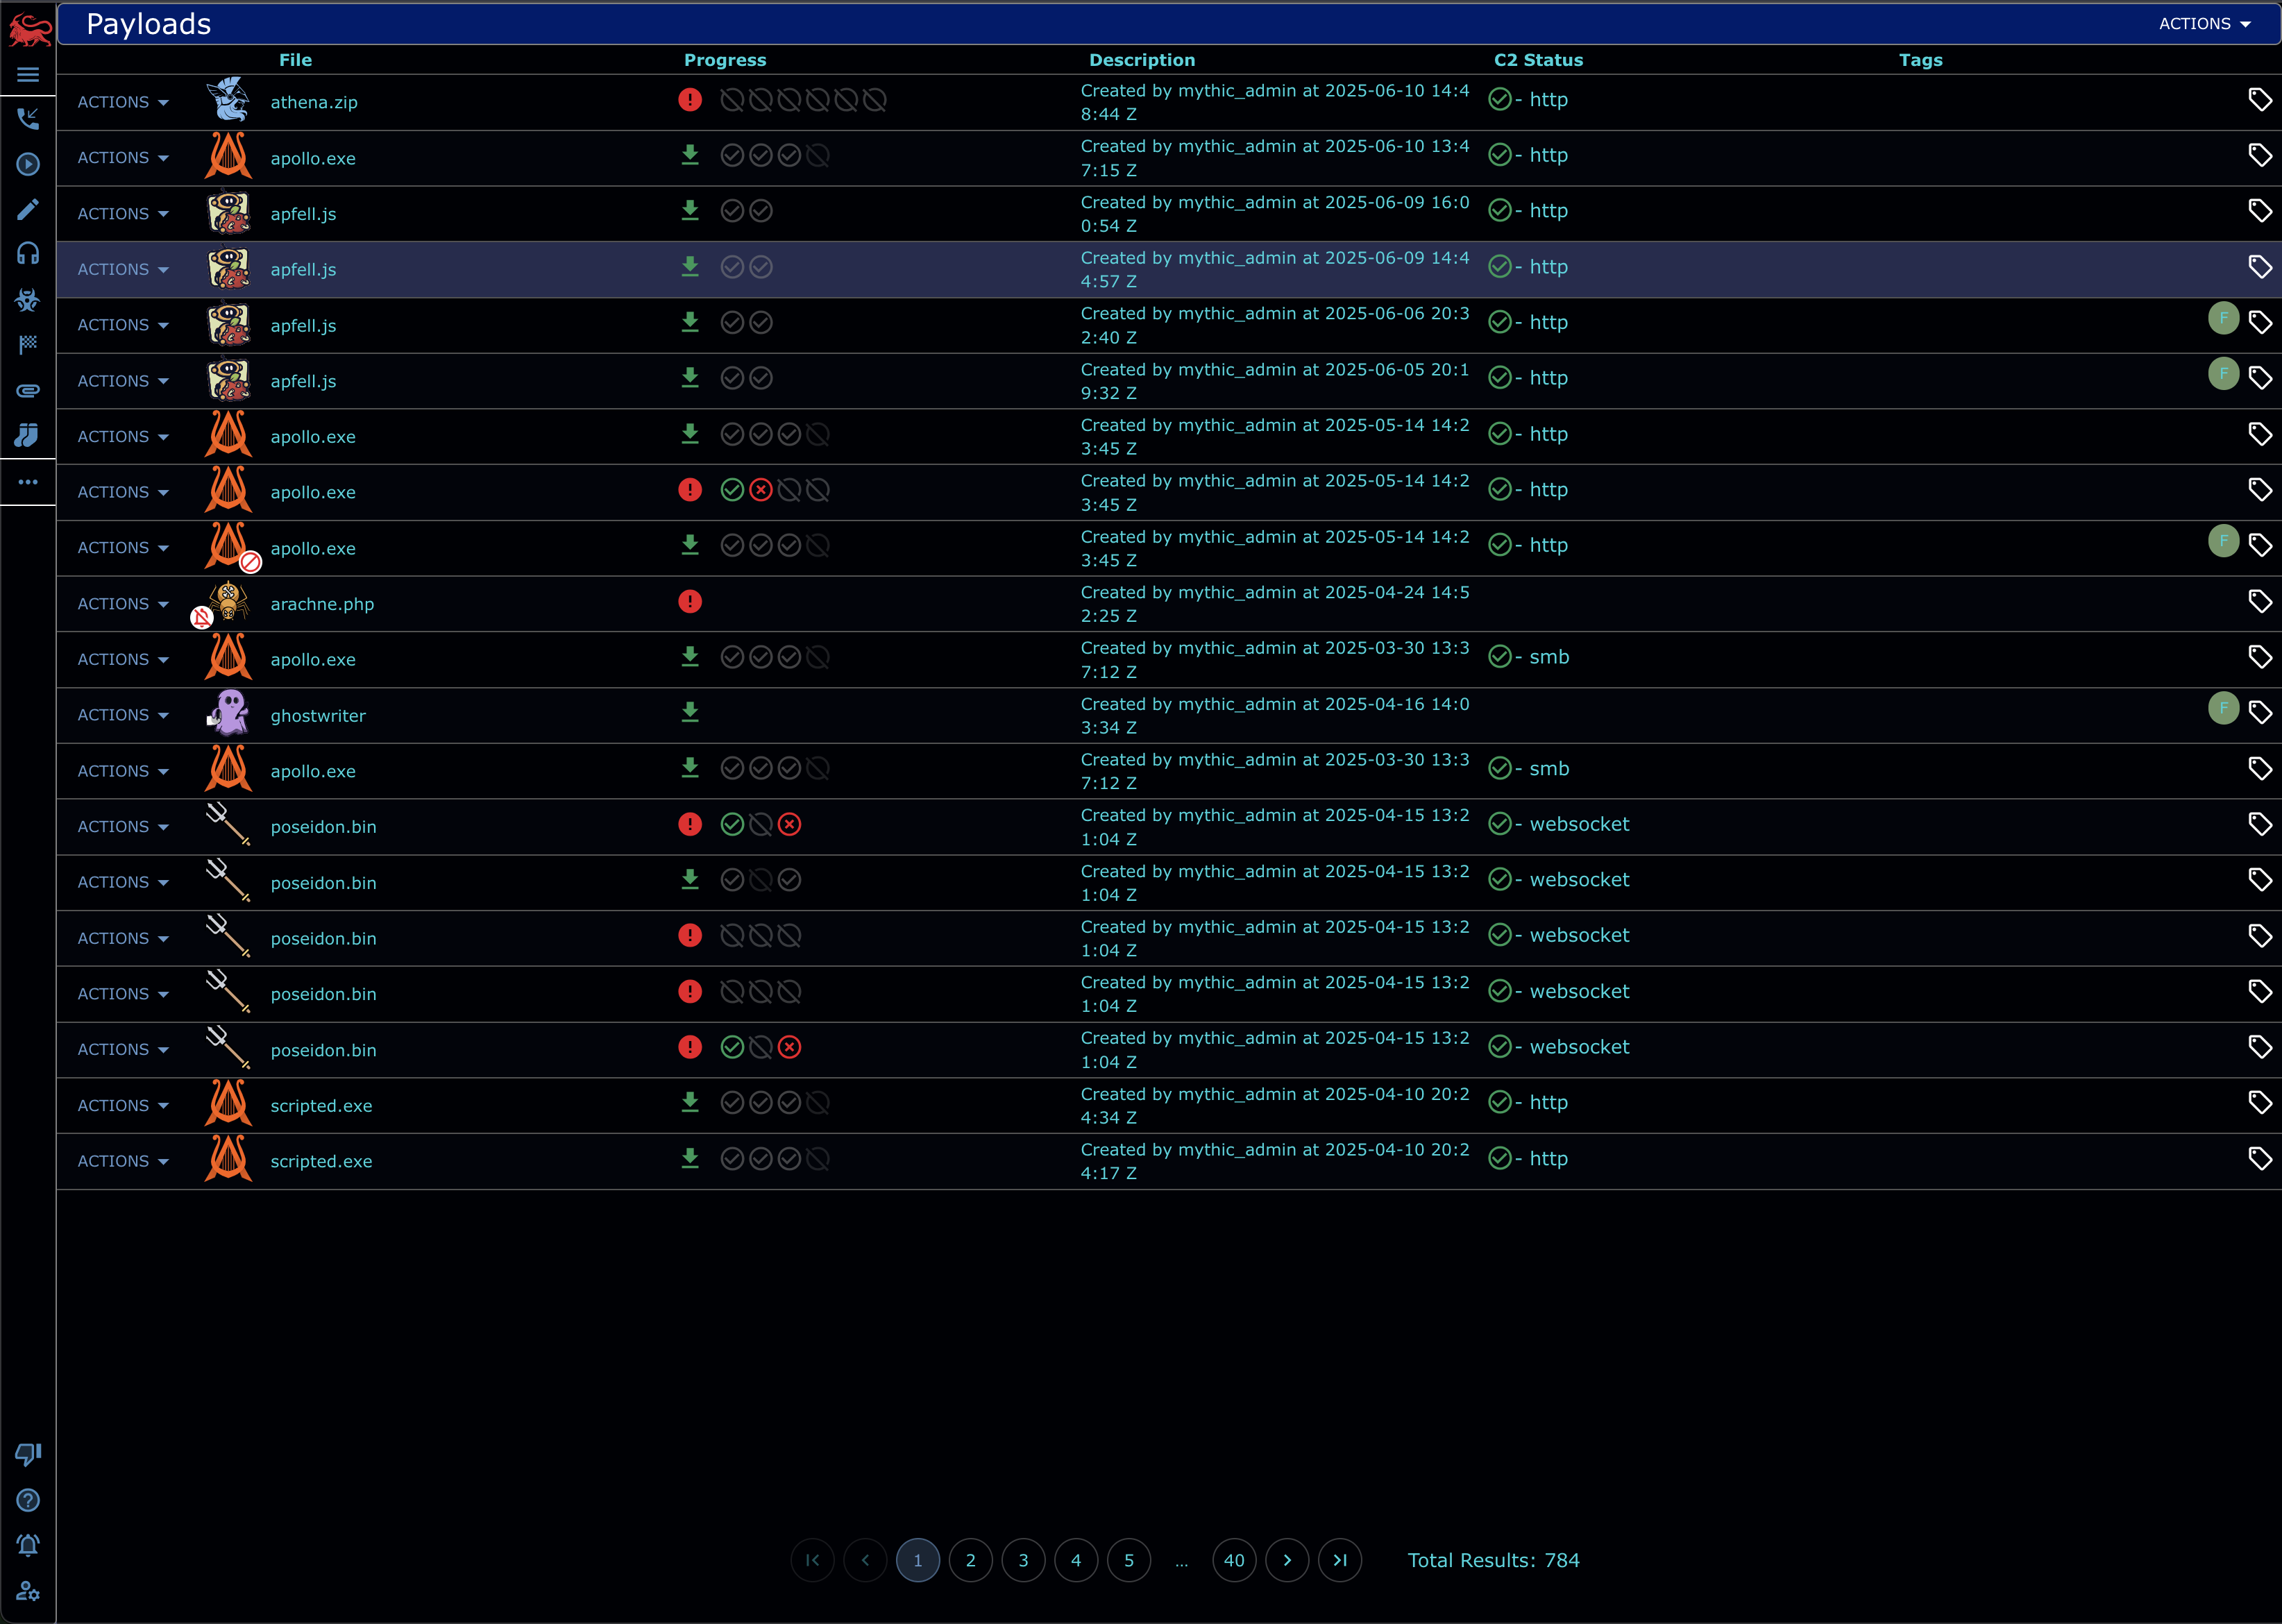 Payloads
ACTIONS
File Progress Description C2 Status Tags
ACTIONS athena.zip Created by mythic_admin at 2025-06-10 14:4 - http
8:44 Z
ACTIONS apollo.exe Created by mythic_admin at 2025-06-10 13:4 - http
7:15 Z
ACTIONS apfell.js Created by mythic_admin at 2025-06-09 16:0 - http
0:54 Z
ACTIONS apfell.js Created by mythic_admin at 2025-06-09 14:4 - http
4:57 Z
ACTIONS apfell.js Created by mythic_admin at 2025-06-06 20:3 - http F
2:40 Z
ACTIONS apfell.js Created by mythic_admin at 2025-06-05 20:1 - http F
9:32 Z
ACTIONS apollo.exe Created by mythic_admin at 2025-05-14 14:2 - http
3:45 Z
ACTIONS apollo.exe Created by mythic_admin at 2025-05-14 14:2 - http
3:45 Z
ACTIONS apollo.exe Created by mythic_admin at 2025-05-14 14:2 - http F
3:45 Z
ACTIONS arachne.php Created by mythic_admin at 2025-04-24 14:5
2:25 Z
ACTIONS apollo.exe Created by mythic_admin at 2025-03-30 13:3 - smb
7:12 Z
ACTIONS ghostwriter Created by mythic_admin at 2025-04-16 14:0 F
3:34 Z
ACTIONS apollo.exe Created by mythic_admin at 2025-03-30 13:3 - smb
7:12 Z
ACTIONS poseidon.bin Created by mythic_admin at 2025-04-15 13:2 - websocket
1:04 Z
ACTIONS poseidon.bin Created by mythic_admin at 2025-04-15 13:2 - websocket
1:04 Z
ACTIONS poseidon.bin Created by mythic_admin at 2025-04-15 13:2 - websocket
1:04 Z
ACTIONS poseidon.bin Created by mythic_admin at 2025-04-15 13:2 - websocket
1:04 Z
ACTIONS poseidon.bin Created by mythic_admin at 2025-04-15 13:2 - websocket
1:04 Z
ACTIONS scripted.exe Created by mythic_admin at 2025-04-10 20:2 - http
4:34 Z
ACTIONS scripted.exe Created by mythic_admin at 2025-04-10 20:2 - http
4:17 Z
1 2 3 4 5 ... 40 Total Results: 784